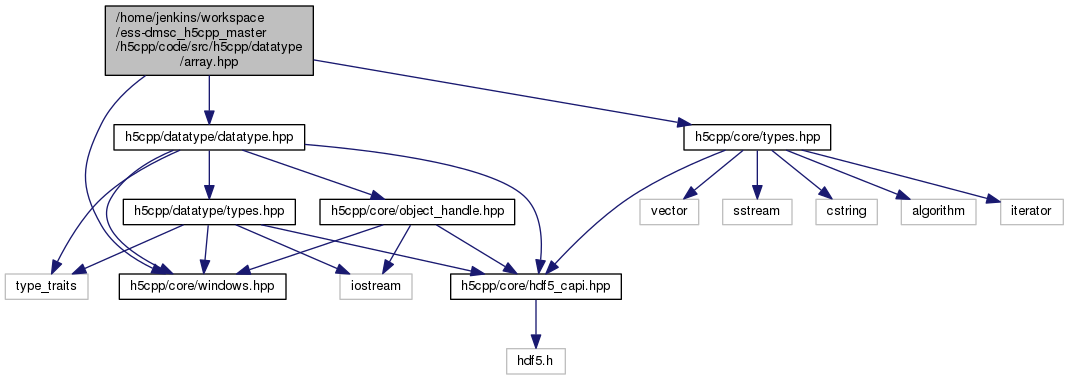 /home/jenkins/workspace
/ess-dmsc_h5cpp_master
/h5cpp/code/src/h5cpp/datatype
/array.hpp
h5cpp/datatype/datatype.hpp
h5cpp/core/types.hpp
h5cpp/datatype/types.hpp
h5cpp/core/object_handle.hpp
vector
sstream
cstring
algorithm
iterator
type_traits
h5cpp/core/windows.hpp
iostream
h5cpp/core/hdf5_capi.hpp
hdf5.h